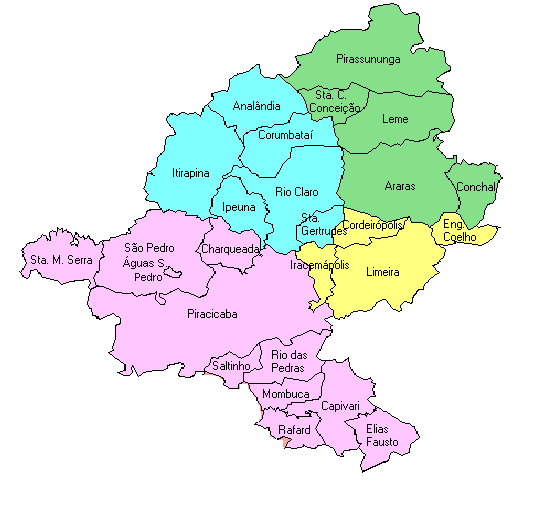 Pirassununga
Sta. C.
Conceição
Analândia
Leme
Corumbataí
Itirapina
Araras
Conchal
Rio Claro
Ipeuna
Sta.
Gertrupes
Cordeirópolis
Eng.
Coelho
São Pedro
Charqueada
Sta. M. Serra
Águas S.
Pedro
Iracemápolis
Limeira
Piracicaba
Rio das
Pedras
Saltinho
Mombuca
Capivari
Rafard
Elias
Fausto